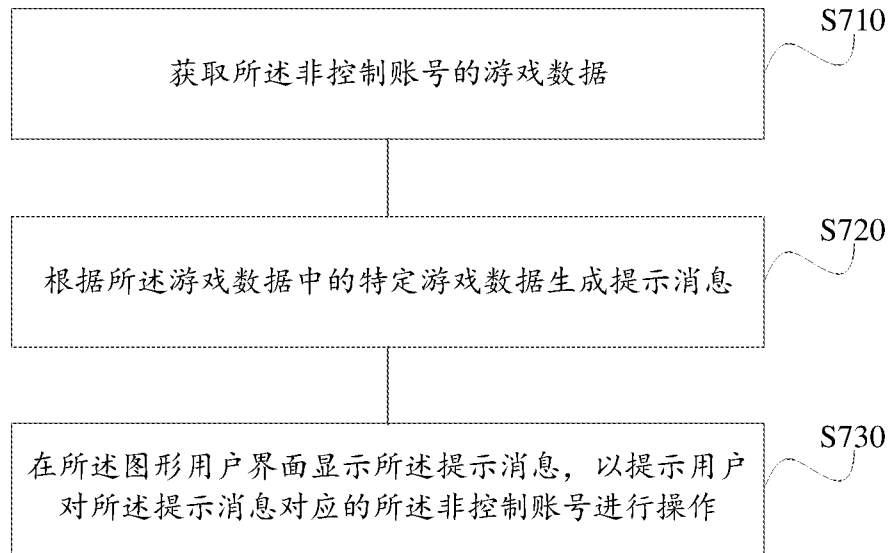 S710
获取所述非控制账号的游戏数据
S720
根据所述游戏数据中的特定游戏数据生成提示消息
S730
在所述图形用户界面显示所述提示消息，以提示用户
对所述提示消息对应的所述非控制账号进行操作